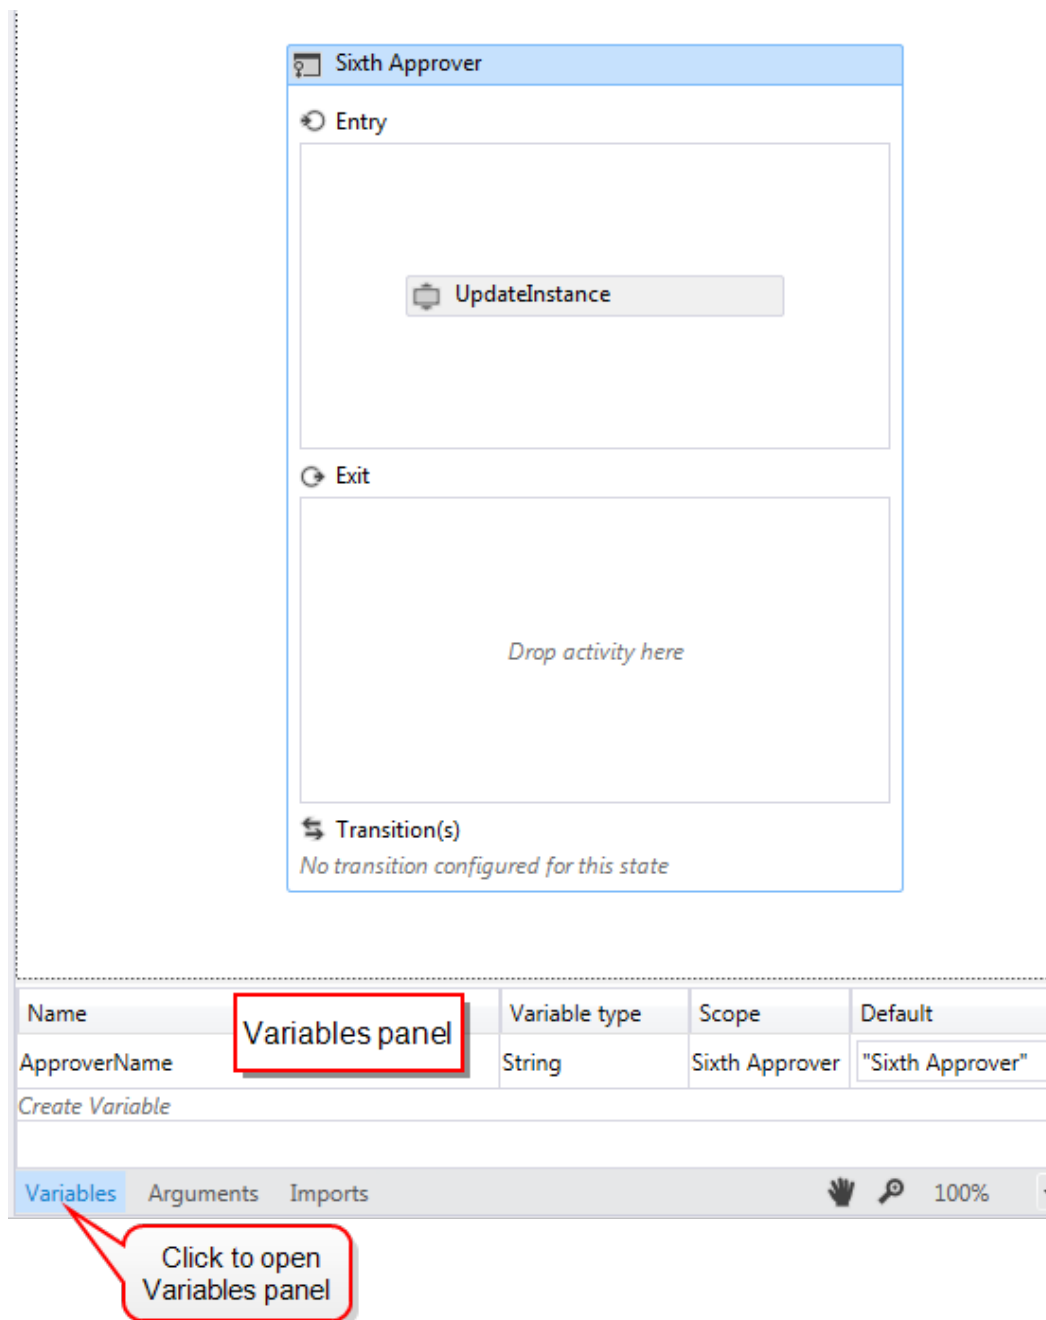 Sixth Approver
Entry
UpdateInstance
Exit
Drop activity here
Transition(s)
No transition configured for this state
Name Variables panel Variable type Scope Default
ApproverName String Sixth Approver "Sixth Approver"
Create Variable
Variables Arguments Imports 100%
Click to open
Variables panel